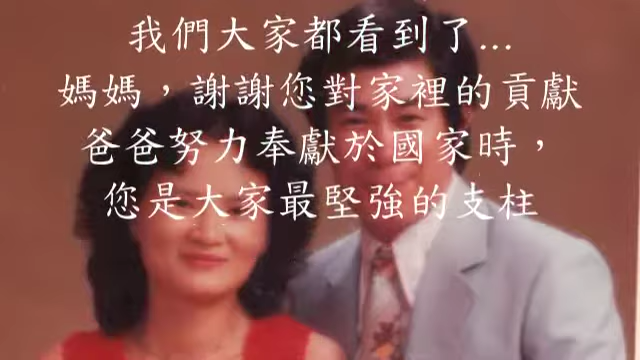 我們大家都看到了...
媽媽，謝謝您對家裡的貢獻
爸爸努力奉獻於國家時，
您是大家最堅強的支柱